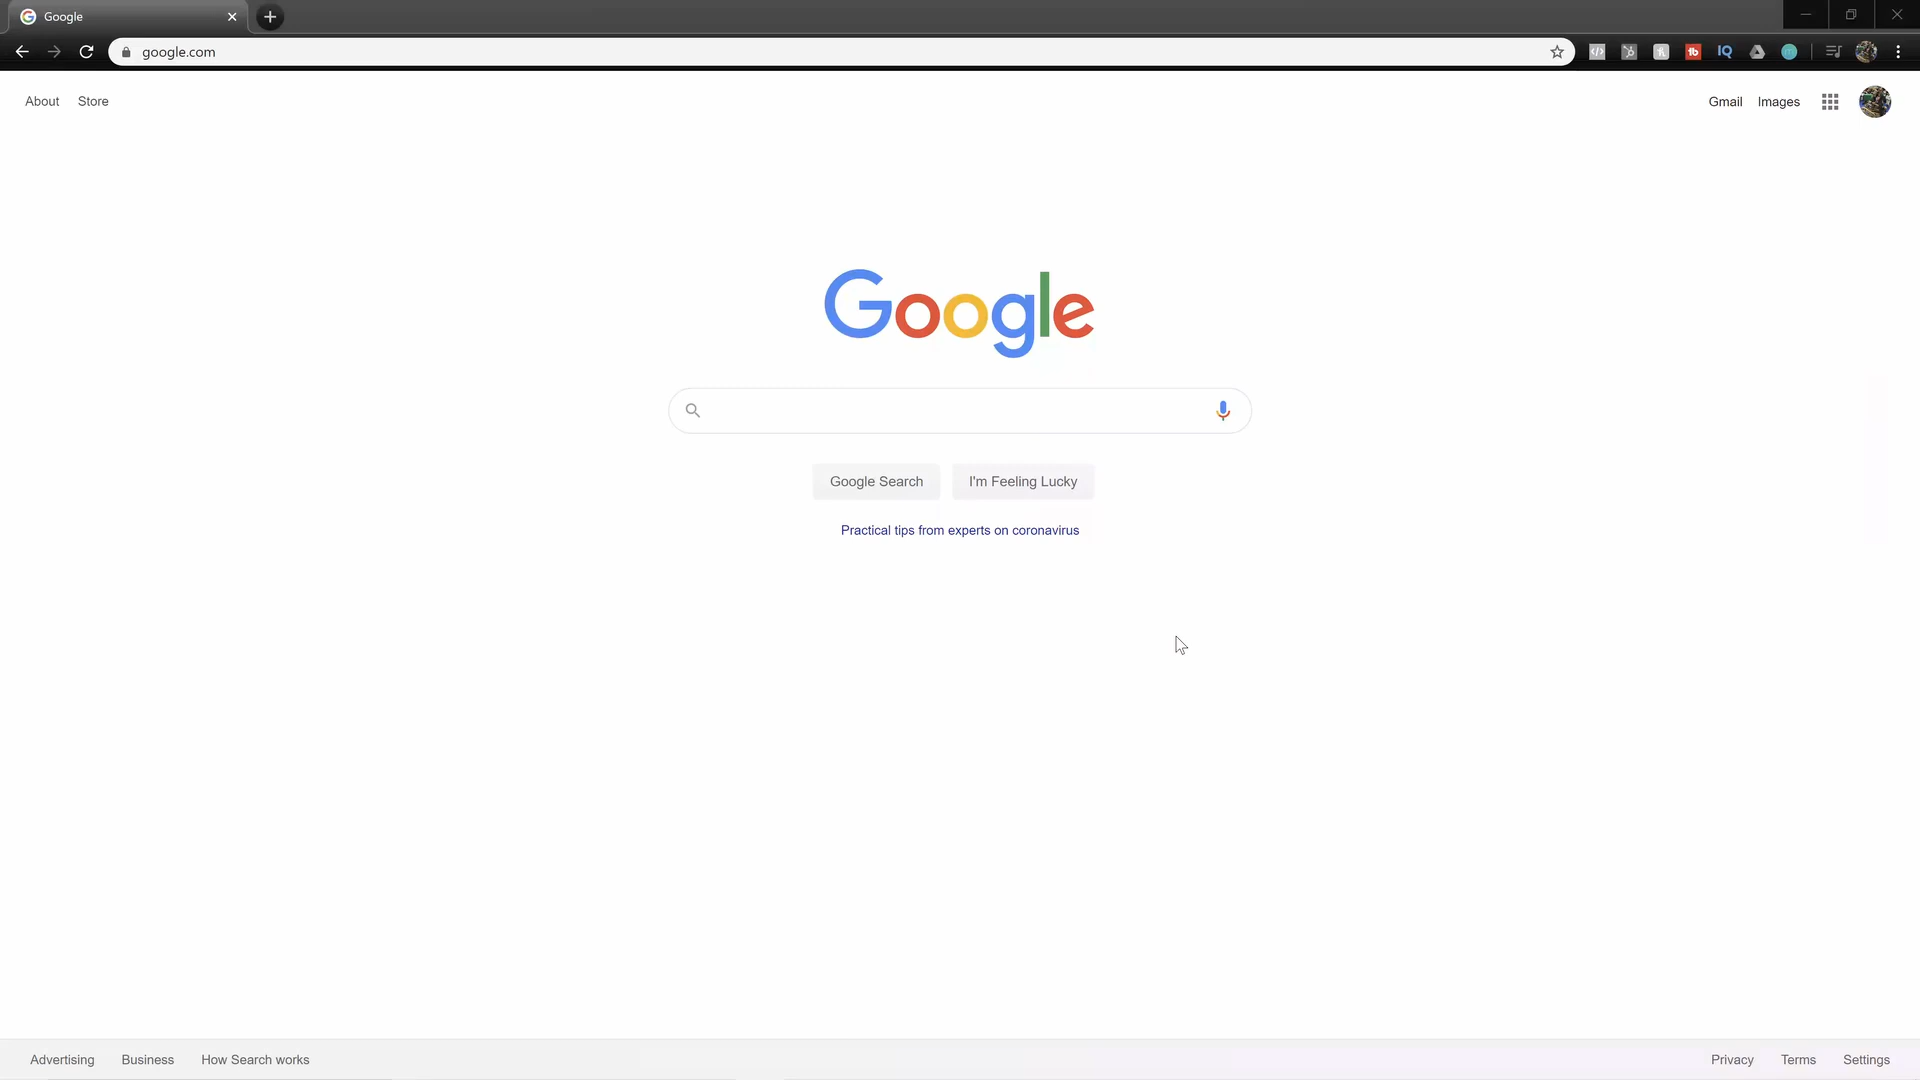 Google
google.com
IQ
About Store
Gmail Images
Google
Google Search I'm Feeling Lucky
Practical tips from experts on coronavirus
Advertising Business How Search works
Privacy Terms Settings